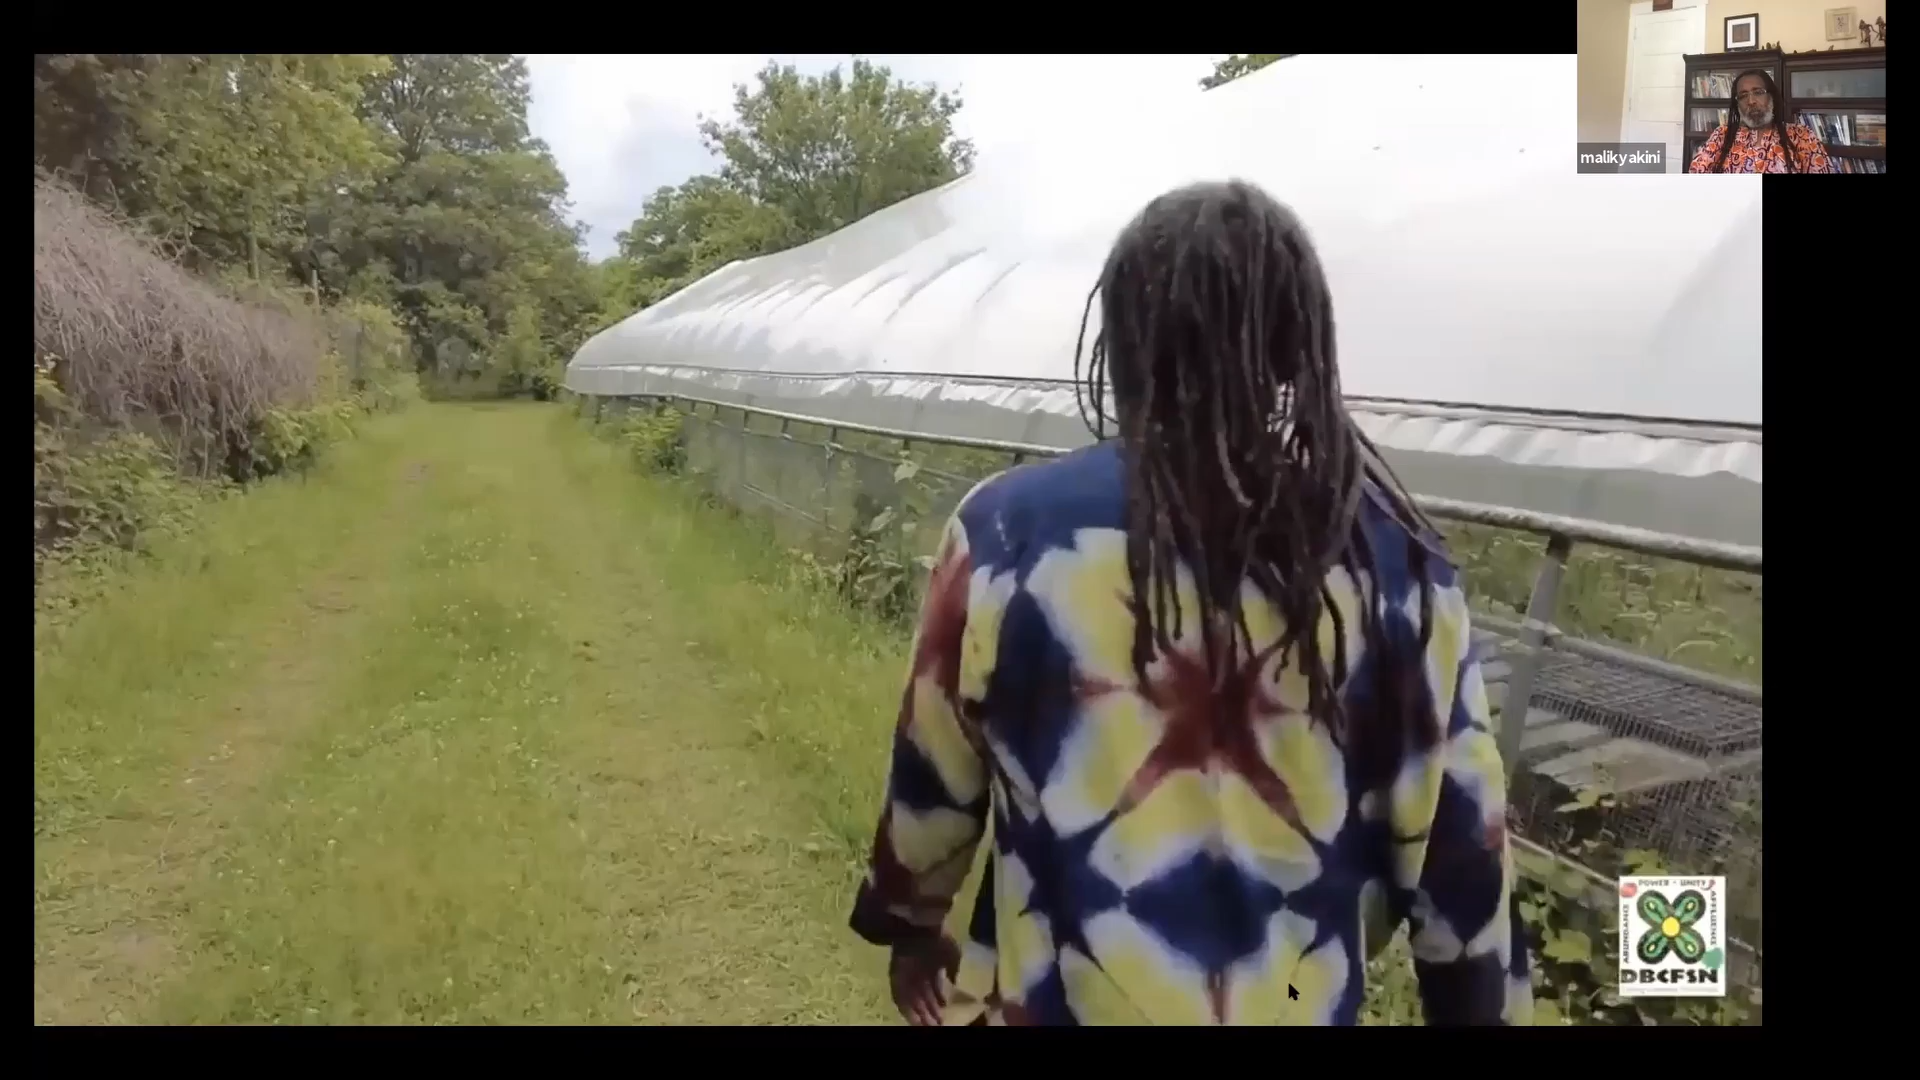 malikyakini
POWER • UNITY
ABUNDANCE
AFFLUENCE
DBCFSN